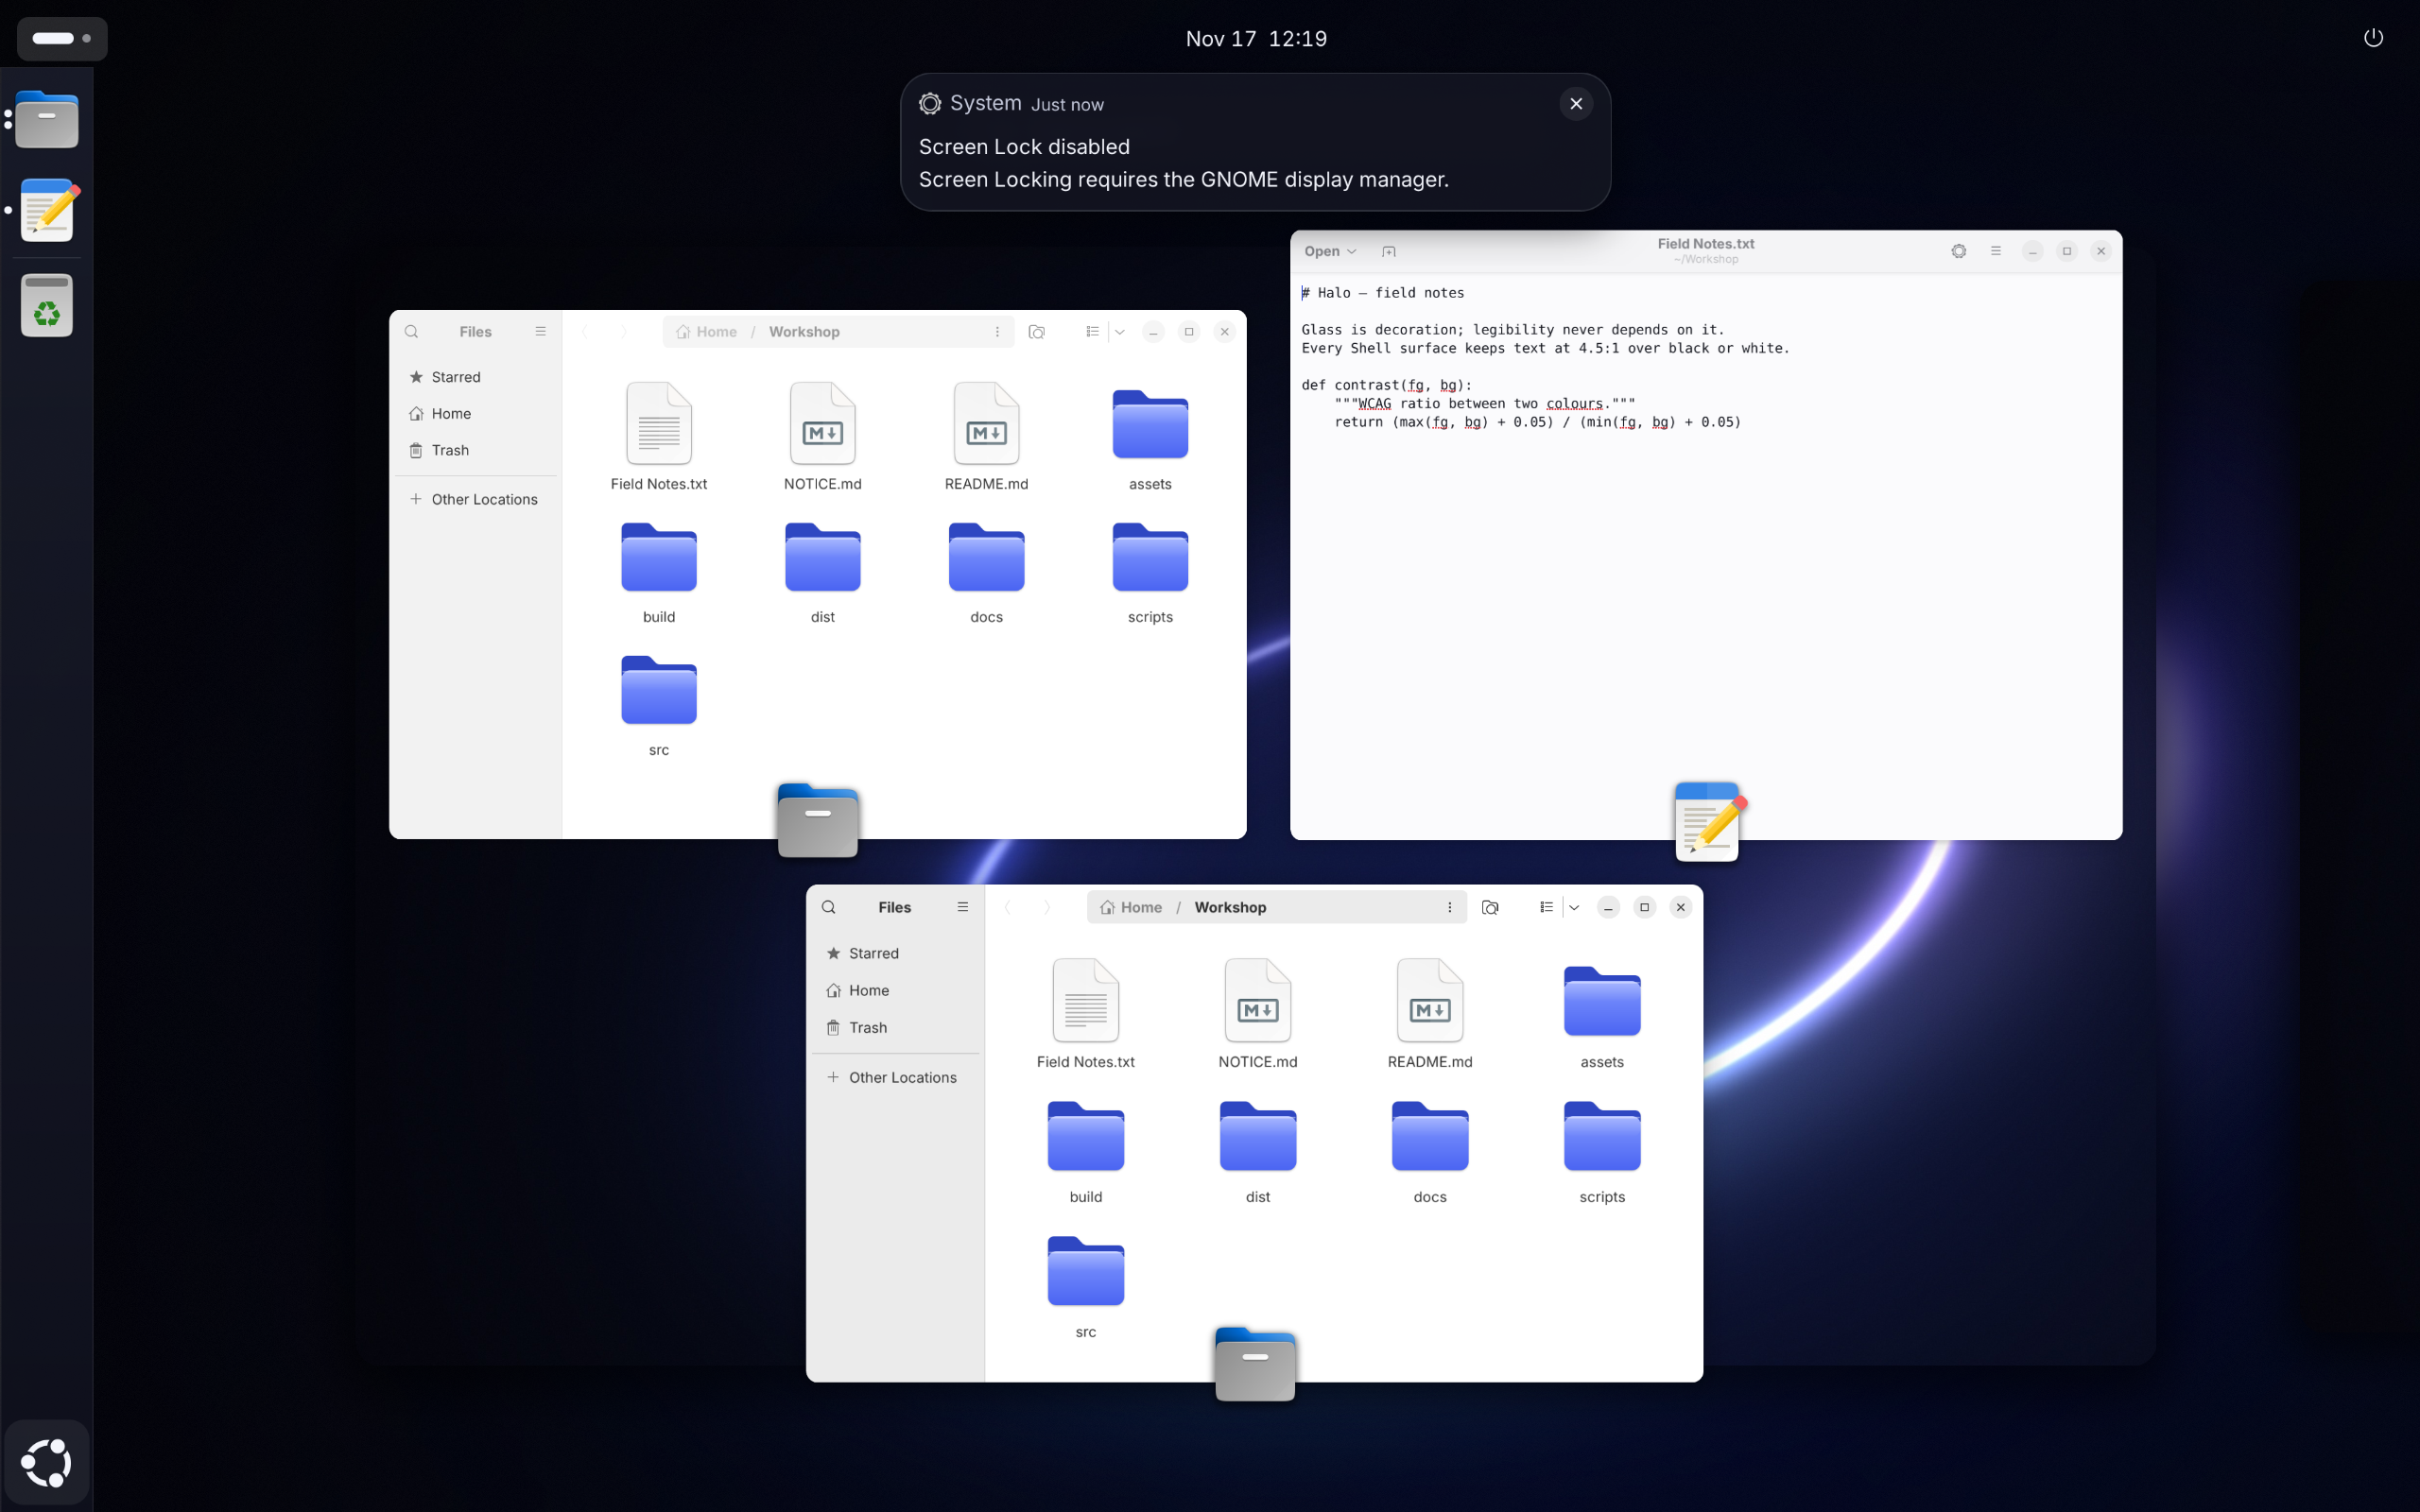 Nov 17 12:19
System Just now
Screen Lock disabled
Screen Locking requires the GNOME display manager.
Files
Home / Workshop
Starred
Home
Trash
Other Locations
Field Notes.txt
NOTICE.md
README.md
assets
build
dist
docs
scripts
src
Open
Field Notes.txt
~/Workshop
# Halo — field notes
Glass is decoration; legibility never depends on it.
Every Shell surface keeps text at 4.5:1 over black or white.
def contrast(fg, bg):
    """WCAG ratio between two colours."""
    return (max(fg, bg) + 0.05) / (min(fg, bg) + 0.05)
Files
Home / Workshop
Starred
Home
Trash
Other Locations
Field Notes.txt
NOTICE.md
README.md
assets
build
dist
docs
scripts
src